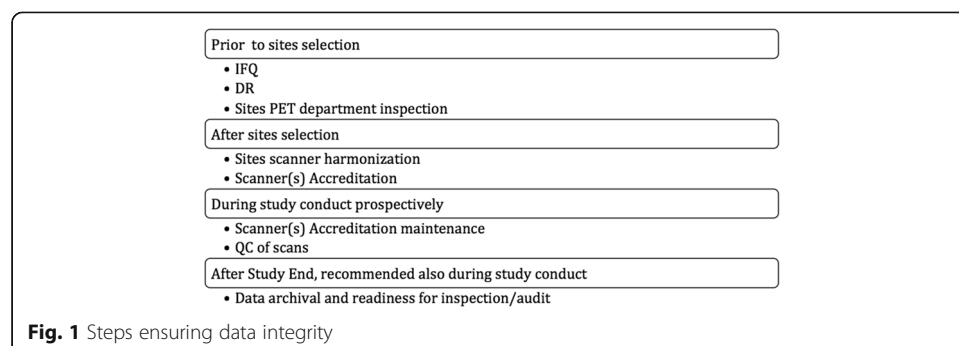 Prior to sites selection
• IFQ
• DR
• Sites PET department inspection
After sites selection
• Sites scanner harmonization
• Scanner(s) Accreditation
During study conduct prospectively
• Scanner(s) Accreditation maintenance
• QC of scans
After Study End, recommended also during study conduct
• Data archival and readiness for inspection/audit
Fig. 1 Steps ensuring data integrity